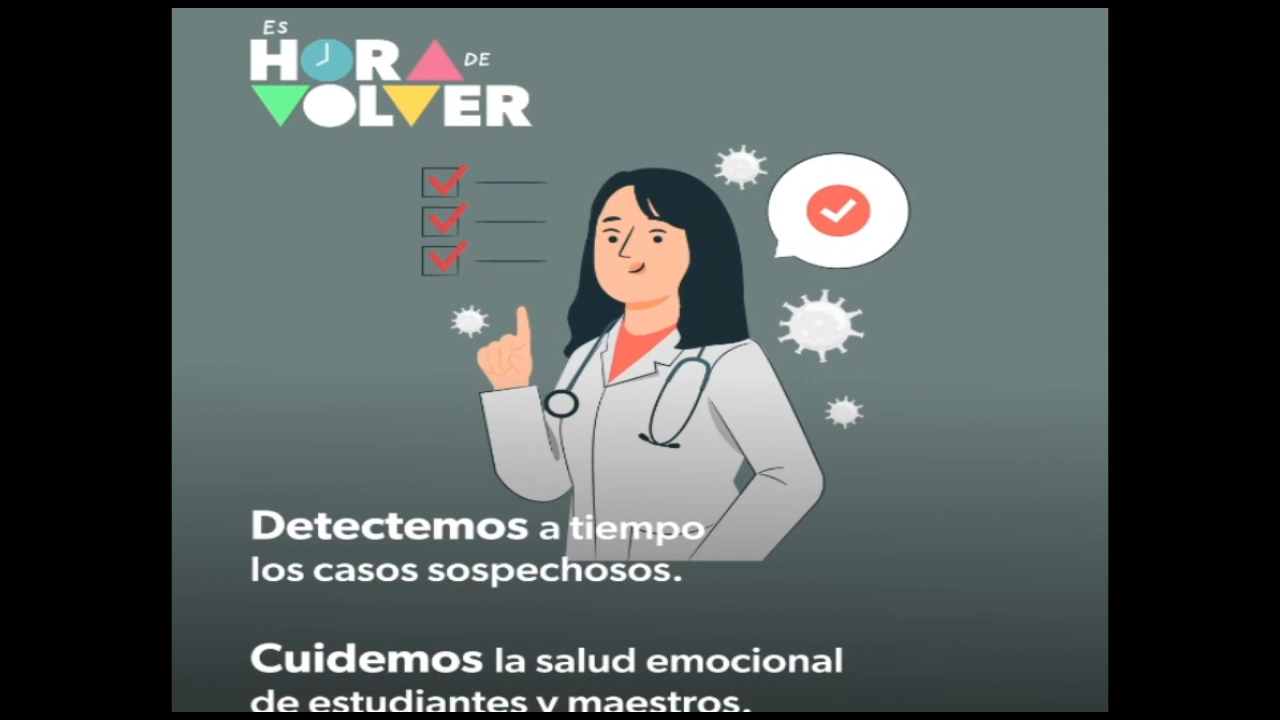 Es
HORA DE
VOLVER
Detectemos a tiempo
los casos sospechosos.
Cuidemos la salud emocional
de estudiantes y maestros.